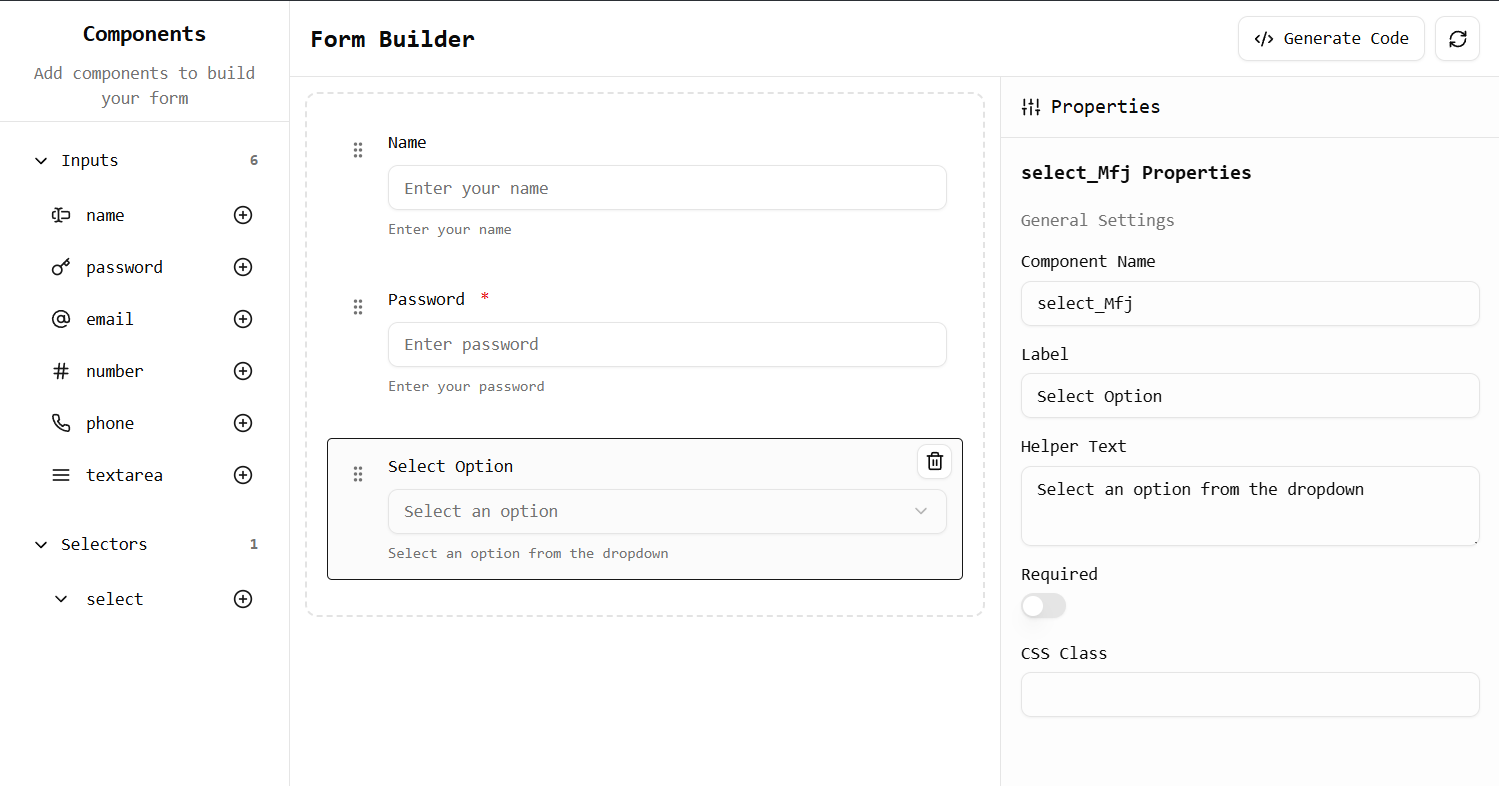 Components
Add components to build
your form
Inputs 6
name
password
email
number
phone
textarea
Selectors 1
select
Form Builder
Generate Code
Name
Enter your name
Enter your name
Password *
Enter password
Enter your password
Select Option
Select an option
Select an option from the dropdown
Properties
select_Mfj Properties
General Settings
Component Name
select_Mfj
Label
Select Option
Helper Text
Select an option from the dropdown
Required
CSS Class